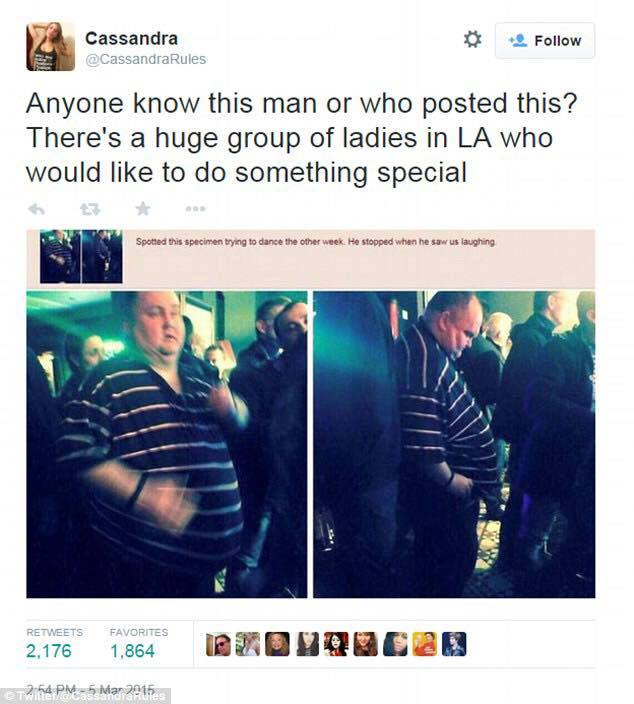 Cassandra
@CassandraRules
Follow
Anyone know this man or who posted this?
There's a huge group of ladies in LA who
would like to do something special
Spotted this specimen trying to dance the other week. He stopped when he saw us laughing.
RETWEETS
FAVORITES
2,176
1,864
2:54 PM - 5 Mar 2015
© Twitter/@CassandraRules